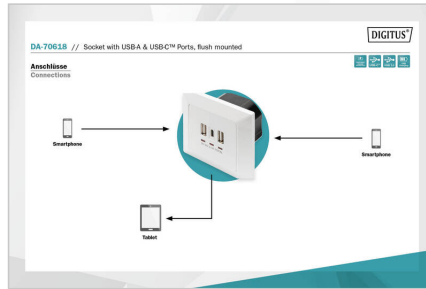 DIGITUS®
DA-70618 // Socket with USB-A & USB-C™ Ports, flush mounted
Anschlüsse
Connections
Smartphone
Smartphone
Tablet